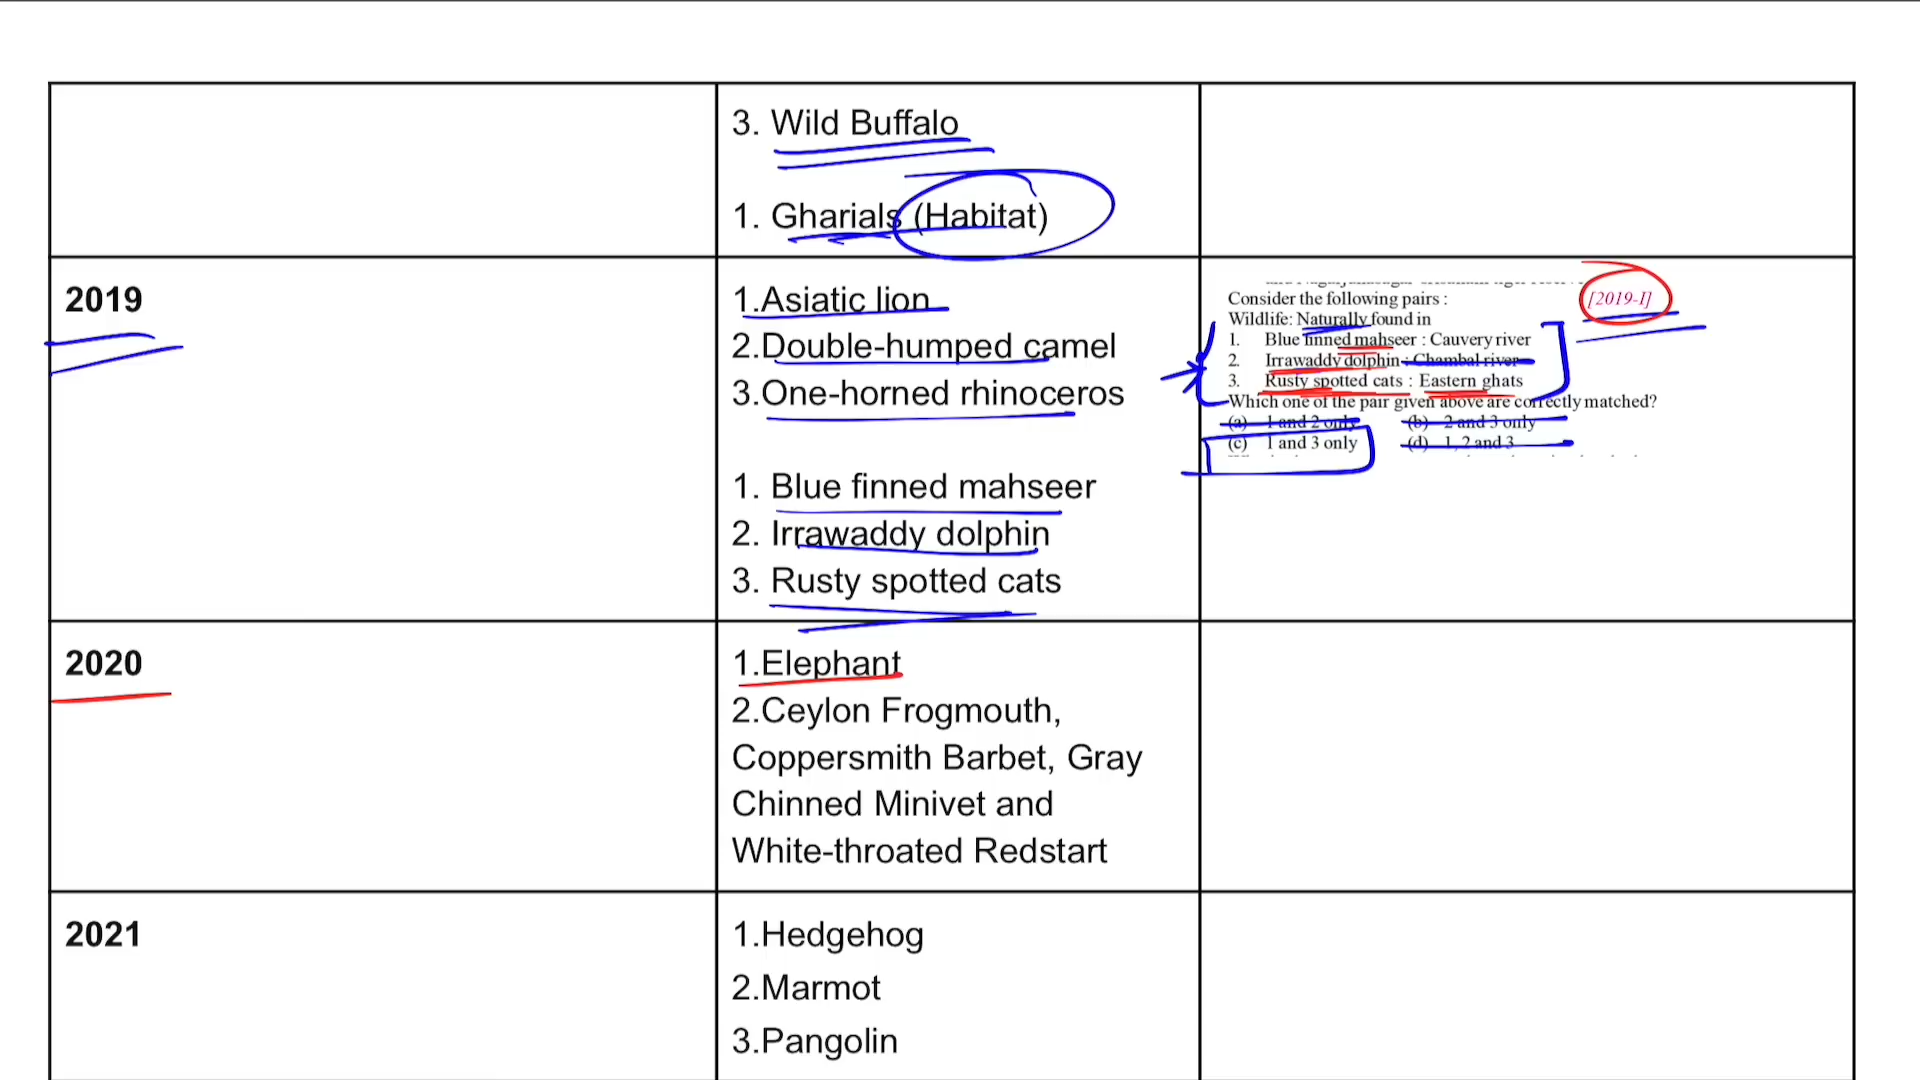 3. Wild Buffalo
1. Gharials (Habitat)
2019
1.Asiatic lion
2.Double-humped camel
3.One-horned rhinoceros
1. Blue finned mahseer
2. Irrawaddy dolphin
3. Rusty spotted cats
[2019-I]
Consider the following pairs :
Wildlife: Naturally found in
1. Blue finned mahseer : Cauvery river
2. Irrawaddy dolphin : Chambal river
3. Rusty spotted cats : Eastern ghats
Which one of the pair given above are correctly matched?
(a) 1 and 2 only (b) 2 and 3 only
(c) 1 and 3 only (d) 1, 2 and 3
2020
1.Elephant
2.Ceylon Frogmouth,
Coppersmith Barbet, Gray
Chinned Minivet and
White-throated Redstart
2021
1.Hedgehog
2.Marmot
3.Pangolin